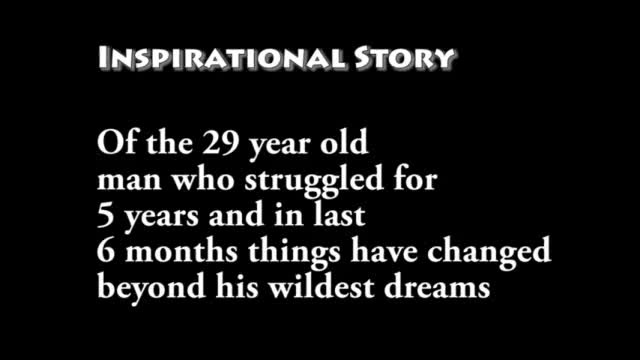 Inspirational Story
Of the 29 year old
man who struggled for
5 years and in last
6 months things have changed
beyond his wildest dreams